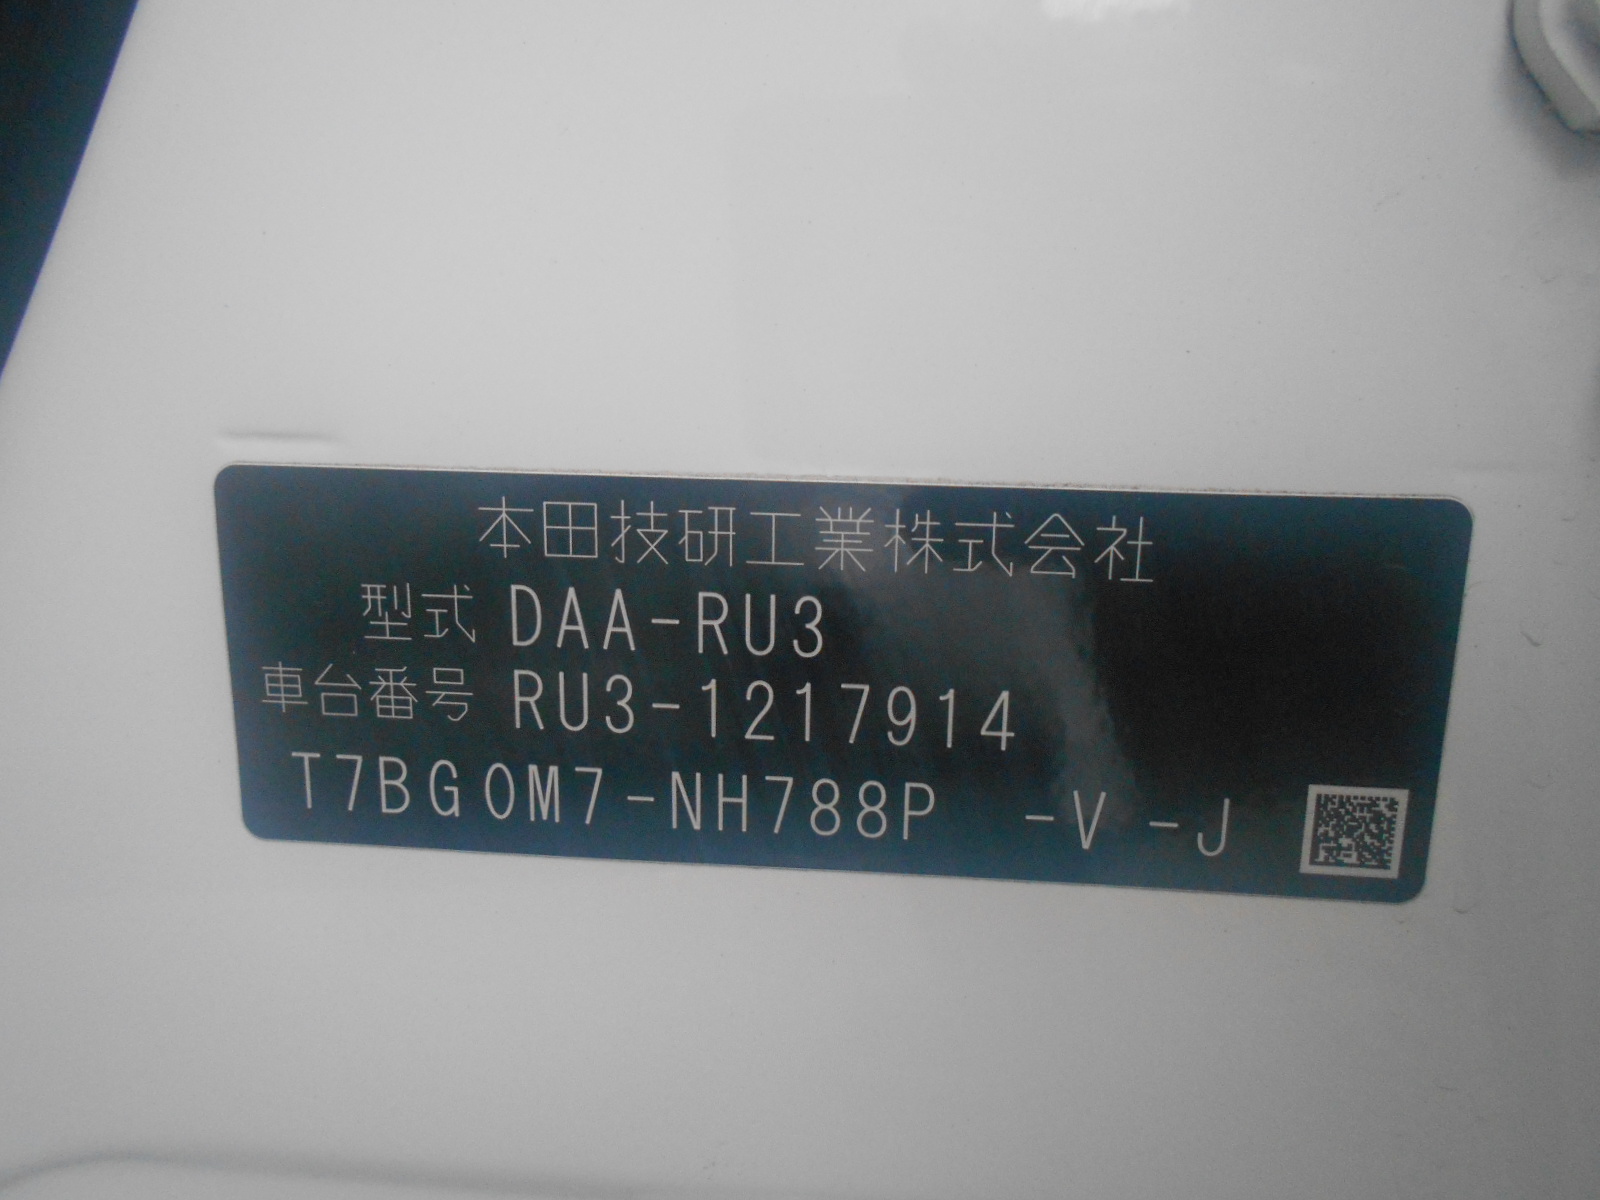 本田技研工業株式会社
型式 DAA-RU3
車台番号 RU3-1217914
T7BG0M7-NH788P -V -J